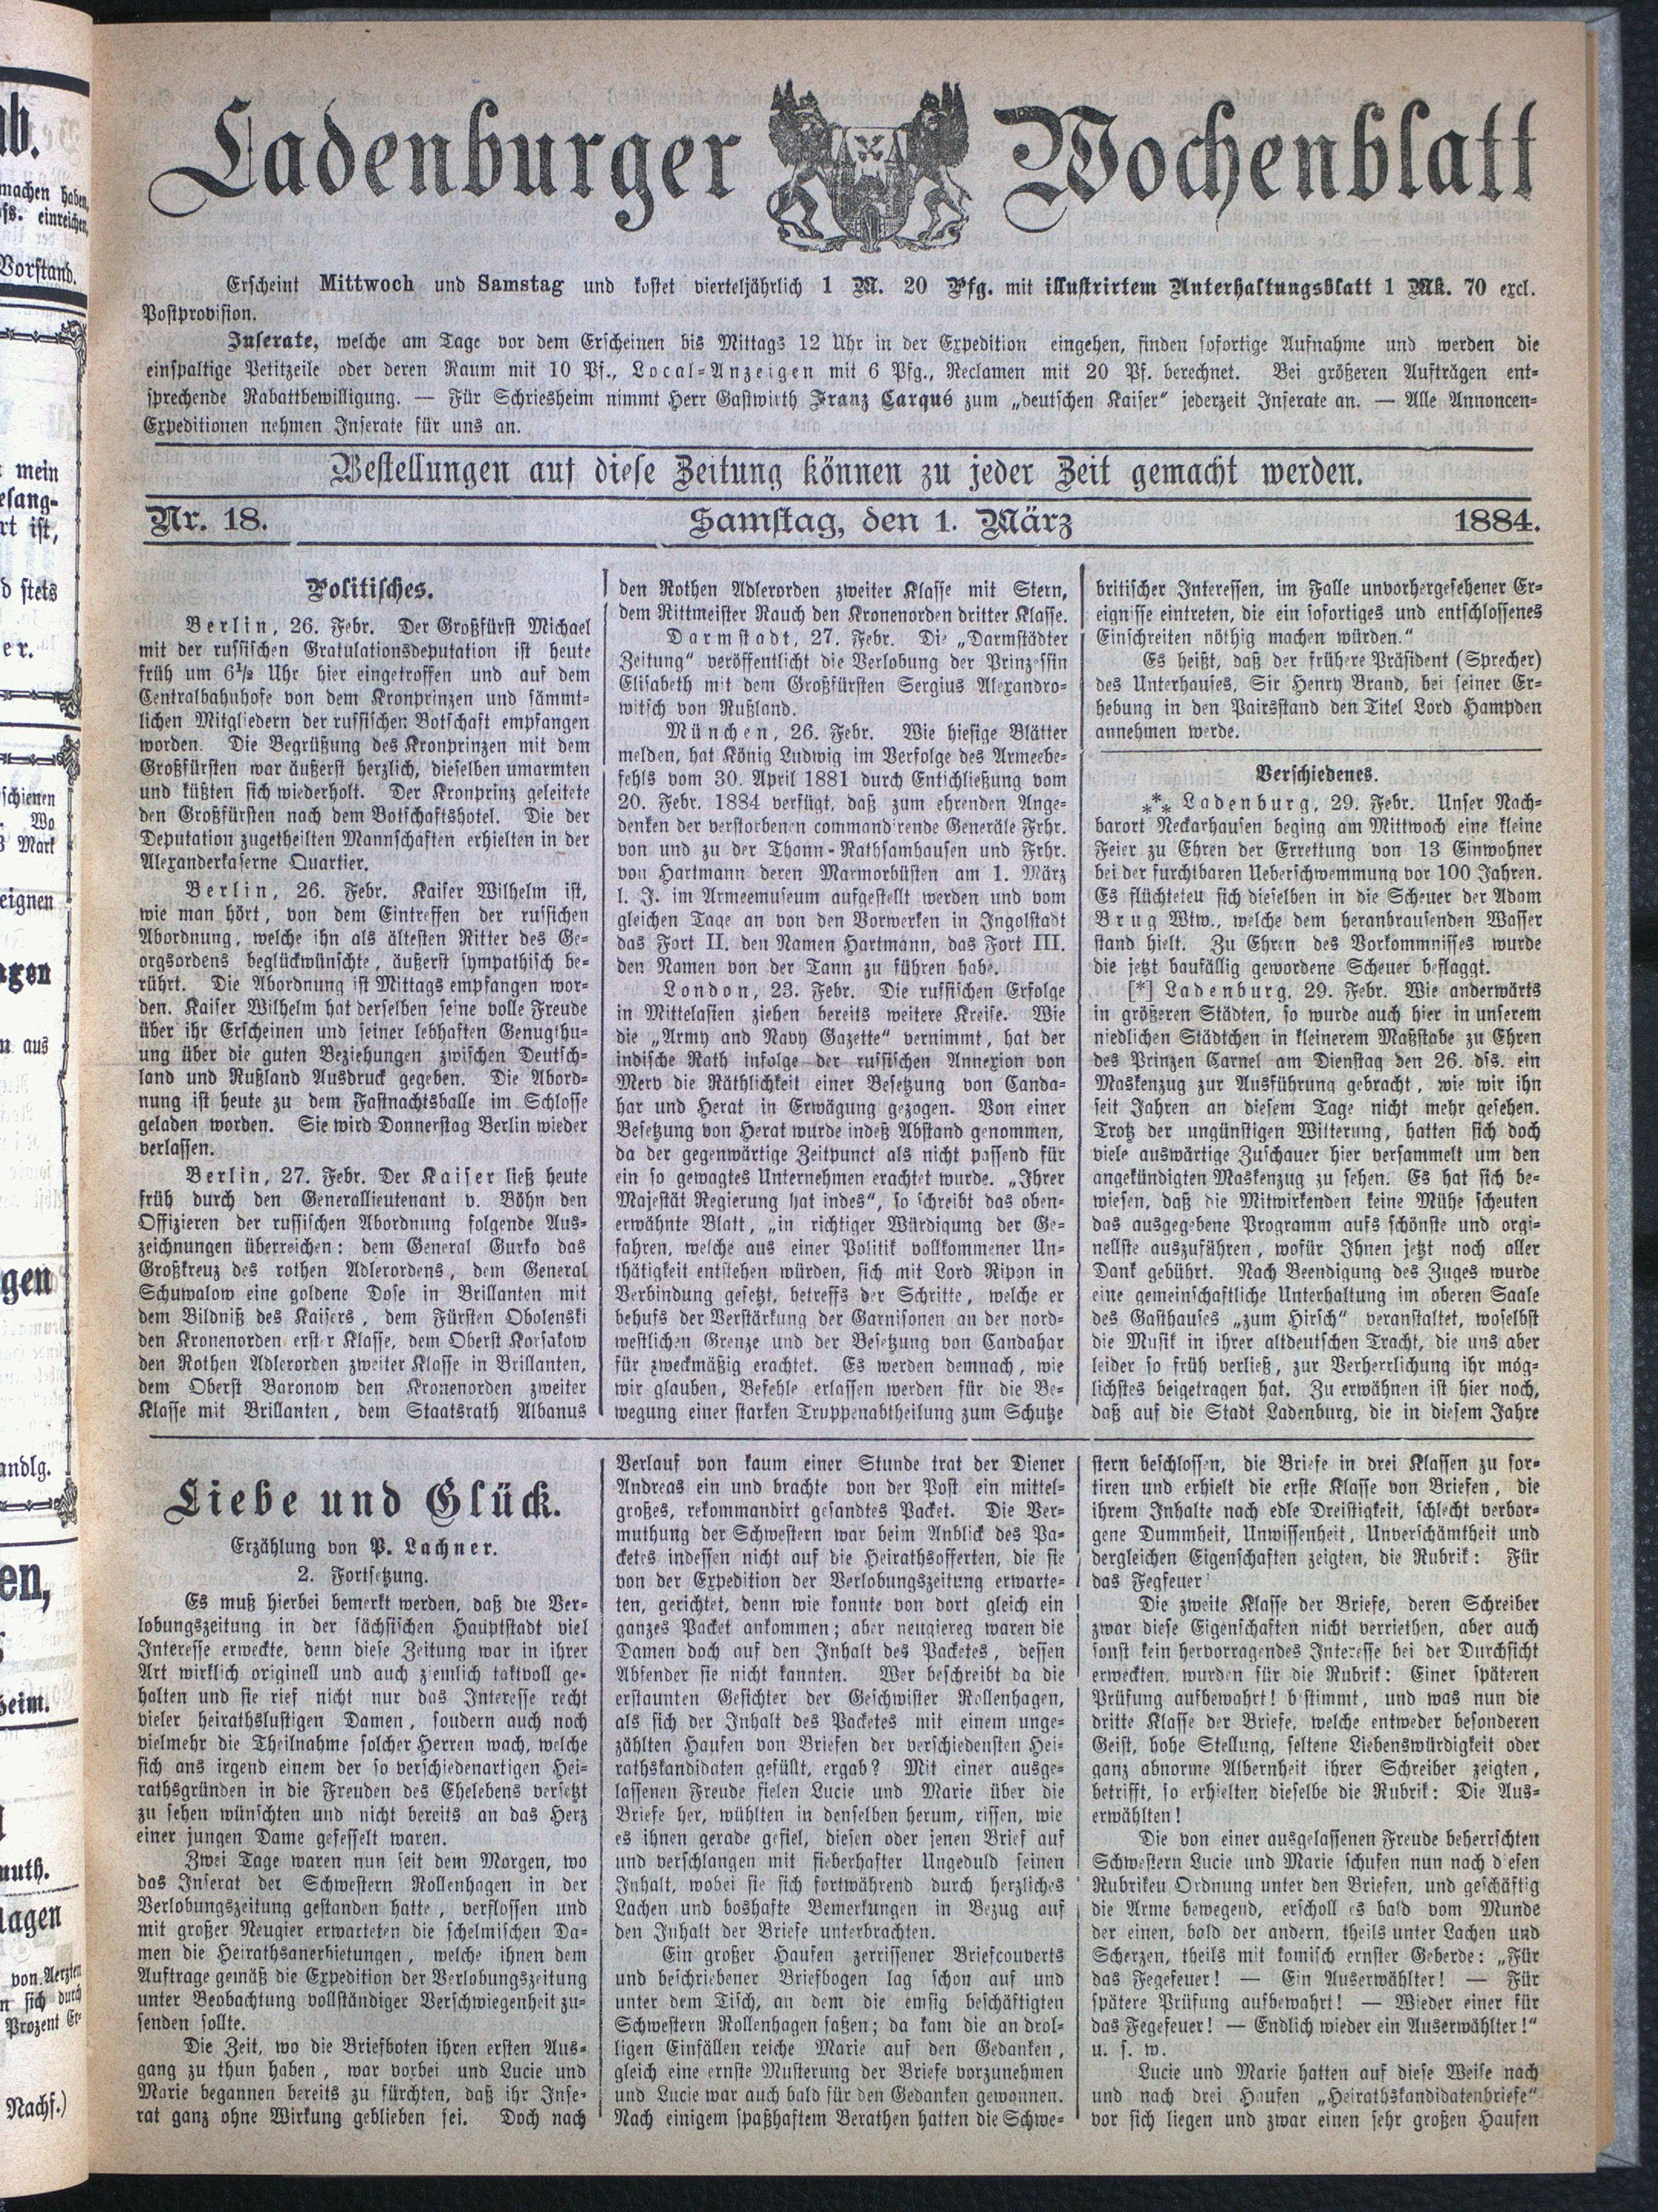 Ladenburger Wochenblatt
Erscheint Mittwoch und Samstag und kostet vierteljährlich 1 M. 20 Pfg. mit illustrirtem Unterhaltungsblatt 1 Mk. 70 excl.
Postprovision.
Inserate, welche am Tage vor dem Erscheinen bis Mittags 12 Uhr in der Expedition eingehen, finden sofortige Aufnahme und werden die
einspaltige Petitzeile oder deren Raum mit 10 Pf., Local-Anzeigen mit 6 Pfg., Reclamen mit 20 Pf. berechnet. Bei größeren Aufträgen ent-
sprechende Rabattbewilligung. — Für Schriesheim nimmt Herr Gastwirth Franz Carqué zum „deutschen Kaiser“ jederzeit Inserate an. — Alle Annoncen-
Expeditionen nehmen Inserate für uns an.
Bestellungen auf diese Zeitung können zu jeder Zeit gemacht werden.
Nr. 18. Samstag, den 1. März 1884.
Politisches.
Berlin, 26. Febr. Der Großfürst Michael
mit der russischen Gratulationsdeputation ist heute
früh um 6½ Uhr hier eingetroffen und auf dem
Centralbahnhofe von dem Kronprinzen und sämmt-
lichen Mitgliedern der russischen Botschaft empfangen
worden. Die Begrüßung des Kronprinzen mit dem
Großfürsten war äußerst herzlich, dieselben umarmten
und küßten sich wiederholt. Der Kronprinz geleitete
den Großfürsten nach dem Botschaftshotel. Die der
Deputation zugetheilten Mannschaften erhielten in der
Alexanderkaserne Quartier.
Berlin, 26. Febr. Kaiser Wilhelm ist,
wie man hört, von dem Eintreffen der russichen
Abordnung, welche ihn als ältesten Ritter des Ge-
orgsordens beglückwünschte, äußerst sympathisch be-
rührt. Die Abordnung ist Mittags empfangen wor-
den. Kaiser Wilhelm hat derselben seine volle Freude
über ihr Erscheinen und seiner lebhaften Genugthu-
ung über die guten Beziehungen zwischen Deutsch-
land und Rußland Ausdruck gegeben. Die Abord-
nung ist heute zu dem Fastnachtsballe im Schlosse
geladen worden. Sie wird Donnerstag Berlin wieder
verlassen.
Berlin, 27. Febr. Der Kaiser ließ heute
früh durch den Generallieutenant v. Böhn den
Offizieren der russischen Abordnung folgende Aus-
zeichnungen überreichen: dem General Gurko das
Großkreuz des rothen Adlerordens, dem General
Schuwalow eine goldene Dose in Brillanten mit
dem Bildniß des Kaisers, dem Fürsten Obolenski
den Kronenorden erster Klasse, dem Oberst Korsakow
den Rothen Adlerorden zweiter Klasse in Brillanten,
dem Oberst Baronow den Kronenorden zweiter
Klasse mit Brillanten, dem Staatsrath Albanus
den Rothen Adlerorden zweiter Klasse mit Stern,
dem Rittmeister Rauch den Kronenorden dritter Klasse.
Darmstadt, 27. Febr. Die „Darmstädter
Zeitung“ veröffentlicht die Verlobung der Prinzessin
Elisabeth mit dem Großfürsten Sergius Alexandro-
witsch von Rußland.
München, 26. Febr. Wie hiesige Blätter
melden, hat König Ludwig im Verfolge des Armeebe-
fehls vom 30. April 1881 durch Entschließung vom
20. Febr. 1884 verfügt, daß zum ehrenden Ange-
denken der verstorbenen commandirende Generäle Frhr.
von und zu der Thann-Rathsamhausen und Frhr.
von Hartmann deren Marmorbüsten am 1. März
l. J. im Armeemuseum aufgestellt werden und vom
gleichen Tage an von den Vorwerken in Ingolstadt
das Fort II. den Namen Hartmann, das Fort III.
den Namen von der Tann zu führen habe.
London, 23. Febr. Die russischen Erfolge
in Mittelasien ziehen bereits weitere Kreise. Wie
die „Army and Navy Gazette“ vernimmt, hat der
indische Rath infolge der russischen Annexion von
Merv die Räthlichkeit einer Besetzung von Canda-
har und Herat in Erwägung gezogen. Von einer
Besetzung von Herat wurde indeß Abstand genommen,
da der gegenwärtige Zeitpunct als nicht passend für
ein so gewagtes Unternehmen erachtet wurde. „Ihrer
Majestät Regierung hat indes“, so schreibt das oben-
erwähnte Blatt, „in richtiger Würdigung der Ge-
fahren, welche aus einer Politik vollkommener Un-
thätigkeit entstehen würden, sich mit Lord Ripon in
Verbindung gesetzt, betreffs der Schritte, welche er
behufs der Verstärkung der Garnisonen an der nord-
westlichen Grenze und der Besetzung von Candahar
für zweckmäßig erachtet. Es werden demnach, wie
wir glauben, Befehle erlassen werden für die Be-
wegung einer starken Truppenabtheilung zum Schutze
britischer Interessen, im Falle unvorhergesehener Er-
eignisse eintreten, die ein sofortiges und entschlossenes
Einschreiten nöthig machen würden.“
Es heißt, daß der frühere Präsident (Sprecher)
des Unterhauses, Sir Henry Brand, bei seiner Er-
hebung in den Pairsstand den Titel Lord Hampden
annehmen werde.
Verschiedenes.
*** Ladenburg, 29. Febr. Unser Nach-
barort Neckarhausen beging am Mittwoch eine kleine
Feier zu Ehren der Errettung von 13 Einwohner
bei der furchtbaren Ueberschwemmung vor 100 Jahren.
Es flüchteteu sich dieselben in die Scheuer der Adam
Brug Wtw., welche dem heranbrausenden Wasser
stand hielt. Zu Ehren des Vorkommnisses wurde
die jetzt baufällig gewordene Scheuer beflaggt.
[*] Ladenburg, 29. Febr. Wie anderwärts
in größeren Städten, so wurde auch hier in unserem
niedlichen Städtchen in kleinerem Maßstabe zu Ehren
des Prinzen Carnel am Dienstag den 26. dss. ein
Maskenzug zur Ausführung gebracht, wie wir ihn
seit Jahren an diesem Tage nicht mehr gesehen.
Trotz der ungünstigen Witterung, hatten sich doch
viele auswärtige Zuschauer hier versammelt um den
angekündigten Maskenzug zu sehen. Es hat sich be-
wiesen, daß die Mitwirkenden keine Mühe scheuten
das ausgegebene Programm aufs schönste und orgi-
nellste auszuführen, wofür Ihnen jetzt noch aller
Dank gebührt. Nach Beendigung des Zuges wurde
eine gemeinschaftliche Unterhaltung im oberen Saale
des Gasthauses „zum Hirsch“ veranstaltet, woselbst
die Musik in ihrer altdeutschen Tracht, die uns aber
leider so früh verließ, zur Verherrlichung ihr mög-
lichstes beigetragen hat. Zu erwähnen ist hier noch,
daß auf die Stadt Ladenburg, die in diesem Jahre
Liebe und Glück.
Erzählung von P. Lachner.
2. Fortsetzung.
Es muß hierbei bemerkt werden, daß die Ver-
lobungszeitung in der sächsischen Hauptstadt viel
Interesse erweckte, denn diese Zeitung war in ihrer
Art wirklich originell und auch ziemlich taktvoll ge-
halten und sie rief nicht nur das Interesse recht
vieler heirathslustigen Damen, sondern auch noch
vielmehr die Theilnahme solcher Herren wach, welche
sich ans irgend einem der so verschiedenartigen Hei-
rathsgründen in die Freuden des Ehelebens versetzt
zu sehen wünschten und nicht bereits an das Herz
einer jungen Dame gefesselt waren.
Zwei Tage waren nun seit dem Morgen, wo
das Inserat der Schwestern Rollenhagen in der
Verlobungszeitung gestanden hatte, verflossen und
mit großer Neugier erwarteten die schelmischen Da-
men die Heirathsanerbietungen, welche ihnen dem
Auftrage gemäß die Expedition der Verlobungszeitung
unter Beobachtung vollständiger Verschwiegenheit zu-
senden sollte.
Die Zeit, wo die Briefboten ihren ersten Aus-
gang zu thun haben, war vorbei und Lucie und
Marie begannen bereits zu fürchten, daß ihr Inse-
rat ganz ohne Wirkung geblieben sei. Doch nach
Verlauf von kaum einer Stunde trat der Diener
Andreas ein und brachte von der Post ein mittel-
großes, rekommandirt gesandtes Packet. Die Ver-
muthung der Schwestern war beim Anblick des Pa-
cketes indessen nicht auf die Heirathsofferten, die sie
von der Expedition der Verlobungszeitung erwarte-
ten, gerichtet, denn wie konnte von dort gleich ein
ganzes Packet ankommen; aber neugiereg waren die
Damen doch auf den Inhalt des Packetes, dessen
Absender sie nicht kannten. Wer beschreibt da die
erstaunten Gesichter der Geschwister Rollenhagen,
als sich der Inhalt des Packetes mit einem unge-
zählten Haufen von Briefen der verschiedensten Hei-
rathskandidaten gefüllt, ergab? Mit einer ausge-
lassenen Freude fielen Lucie und Marie über die
Briefe her, wühlten in denselben herum, rissen, wie
es ihnen gerade gefiel, diesen oder jenen Brief auf
und verschlangen mit fieberhafter Ungeduld seinen
Inhalt, wobei sie sich fortwährend durch herzliches
Lachen und boshafte Bemerkungen in Bezug auf
den Inhalt der Briefe unterbrachten.
Ein großer Haufen zerrissener Briefcouverts
und beschriebener Briefbogen lag schon auf und
unter dem Tisch, an dem die emsig beschäftigten
Schwestern Rollenhagen saßen; da kam die an drol-
ligen Einfällen reiche Marie auf den Gedanken,
gleich eine ernste Musterung der Briefe vorzunehmen
und Lucie war auch bald für den Gedanken gewonnen.
Nach einigem spaßhaftem Berathen hatten die Schwe-
stern beschlossen, die Briefe in drei Klassen zu sor-
tiren und erhielt die erste Klasse von Briefen, die
ihrem Inhalte nach edle Dreistigkeit, schlecht verbor-
gene Dummheit, Unwissenheit, Unverschämtheit und
dergleichen Eigenschaften zeigten, die Rubrik: Für
das Fegfeuer
Die zweite Klasse der Briefe, deren Schreiber
zwar diese Eigenschaften nicht verriethen, aber auch
sonst kein hervorragendes Interesse bei der Durchsicht
erweckten, wurden für die Rubrik: Einer späteren
Prüfung aufbewahrt! bestimmt, und was nun die
dritte Klasse der Briefe, welche entweder besonderen
Geist, hohe Stellung, seltene Liebenswürdigkeit oder
ganz abnorme Albernheit ihrer Schreiber zeigten,
betrifft, so erhielten dieselbe die Rubrik: Die Aus-
erwählten!
Die von einer ausgelassenen Freude beherrschten
Schwestern Lucie und Marie schufen nun nach diesen
Rubrikeu Ordnung unter den Briefen, und geschäftig
die Arme bewegend, erscholl es bald vom Munde
der einen, bold der andern, theils unter Lachen und
Scherzen, theils mit komisch ernster Geberde: „Für
das Fegefeuer! — Ein Auserwählter! — Für
spätere Prüfung aufbewahrt! — Wieder einer für
das Fegefeuer! — Endlich wieder ein Auserwählter!“
u. s. w.
Lucie und Marie hatten auf diese Weise nach
und nach drei Haufen „Heirathskandidatenbriefe“
vor sich liegen und zwar einen sehr großen Haufen